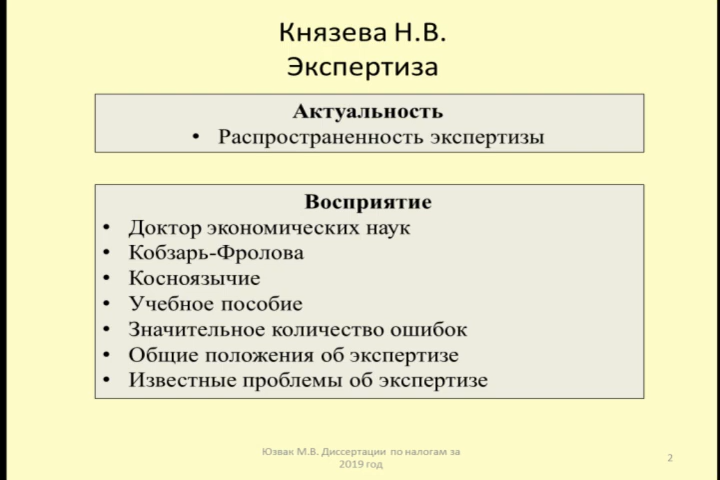 Князева Н.В.
Экспертиза
Актуальность
• Распространенность экспертизы
Восприятие
• Доктор экономических наук
• Кобзарь-Фролова
• Косноязычие
• Учебное пособие
• Значительное количество ошибок
• Общие положения об экспертизе
• Известные проблемы об экспертизе
Юзвак М.В. Диссертации по налогам за
2019 год
2